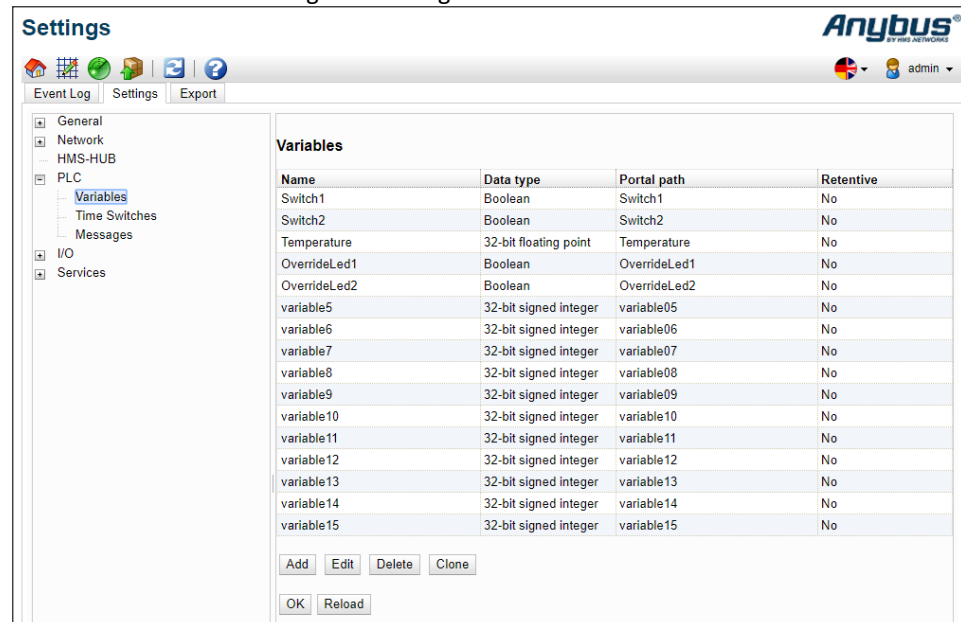 Settings
Anybus®
BY HMS NETWORKS
admin
Event Log Settings Export
General
Network
HMS-HUB
PLC
Variables
Time Switches
Messages
I/O
Services
Variables
Name Data type Portal path Retentive
Switch1 Boolean Switch1 No
Switch2 Boolean Switch2 No
Temperature 32-bit floating point Temperature No
OverrideLed1 Boolean OverrideLed1 No
OverrideLed2 Boolean OverrideLed2 No
variable5 32-bit signed integer variable05 No
variable6 32-bit signed integer variable06 No
variable7 32-bit signed integer variable07 No
variable8 32-bit signed integer variable08 No
variable9 32-bit signed integer variable09 No
variable10 32-bit signed integer variable10 No
variable11 32-bit signed integer variable11 No
variable12 32-bit signed integer variable12 No
variable13 32-bit signed integer variable13 No
variable14 32-bit signed integer variable14 No
variable15 32-bit signed integer variable15 No
Add Edit Delete Clone
OK Reload